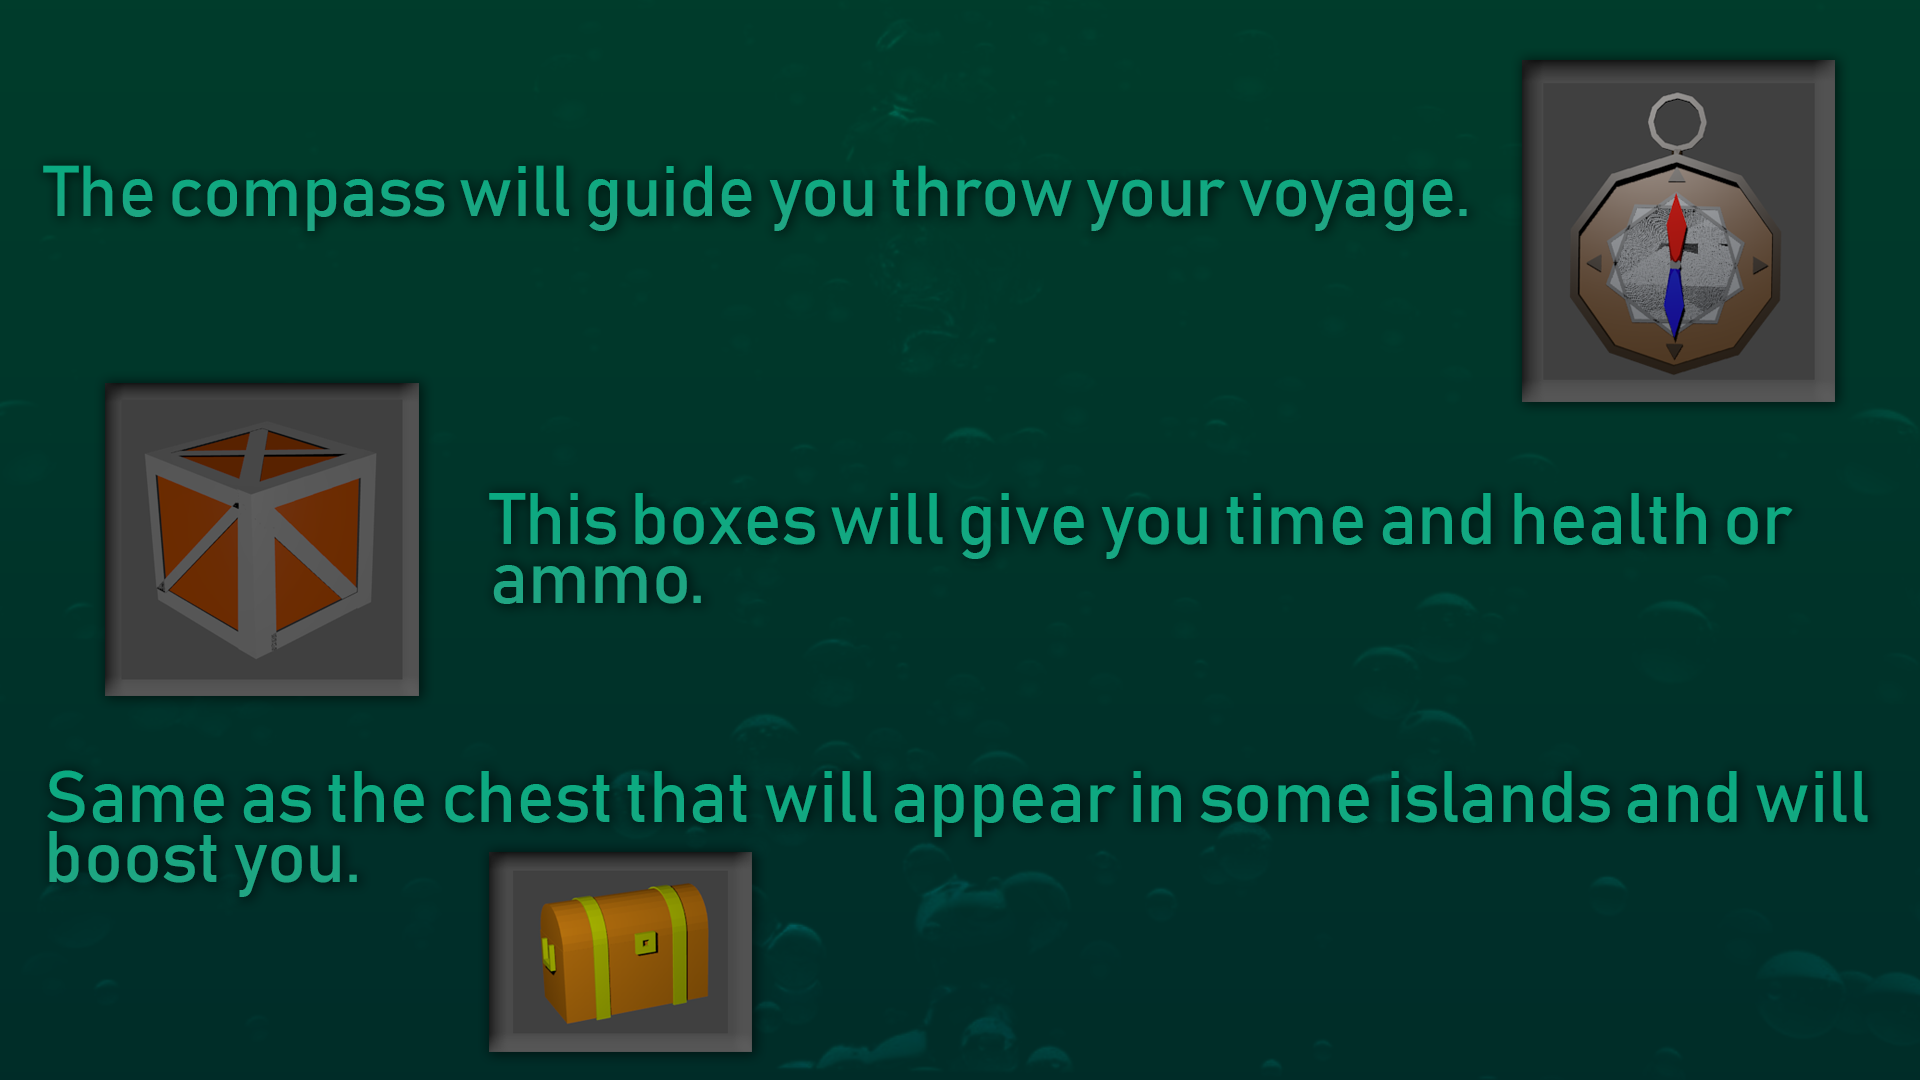 The compass will guide you throw your voyage.
This boxes will give you time and health or
ammo.
Same as the chest that will appear in some islands and will
boost you.